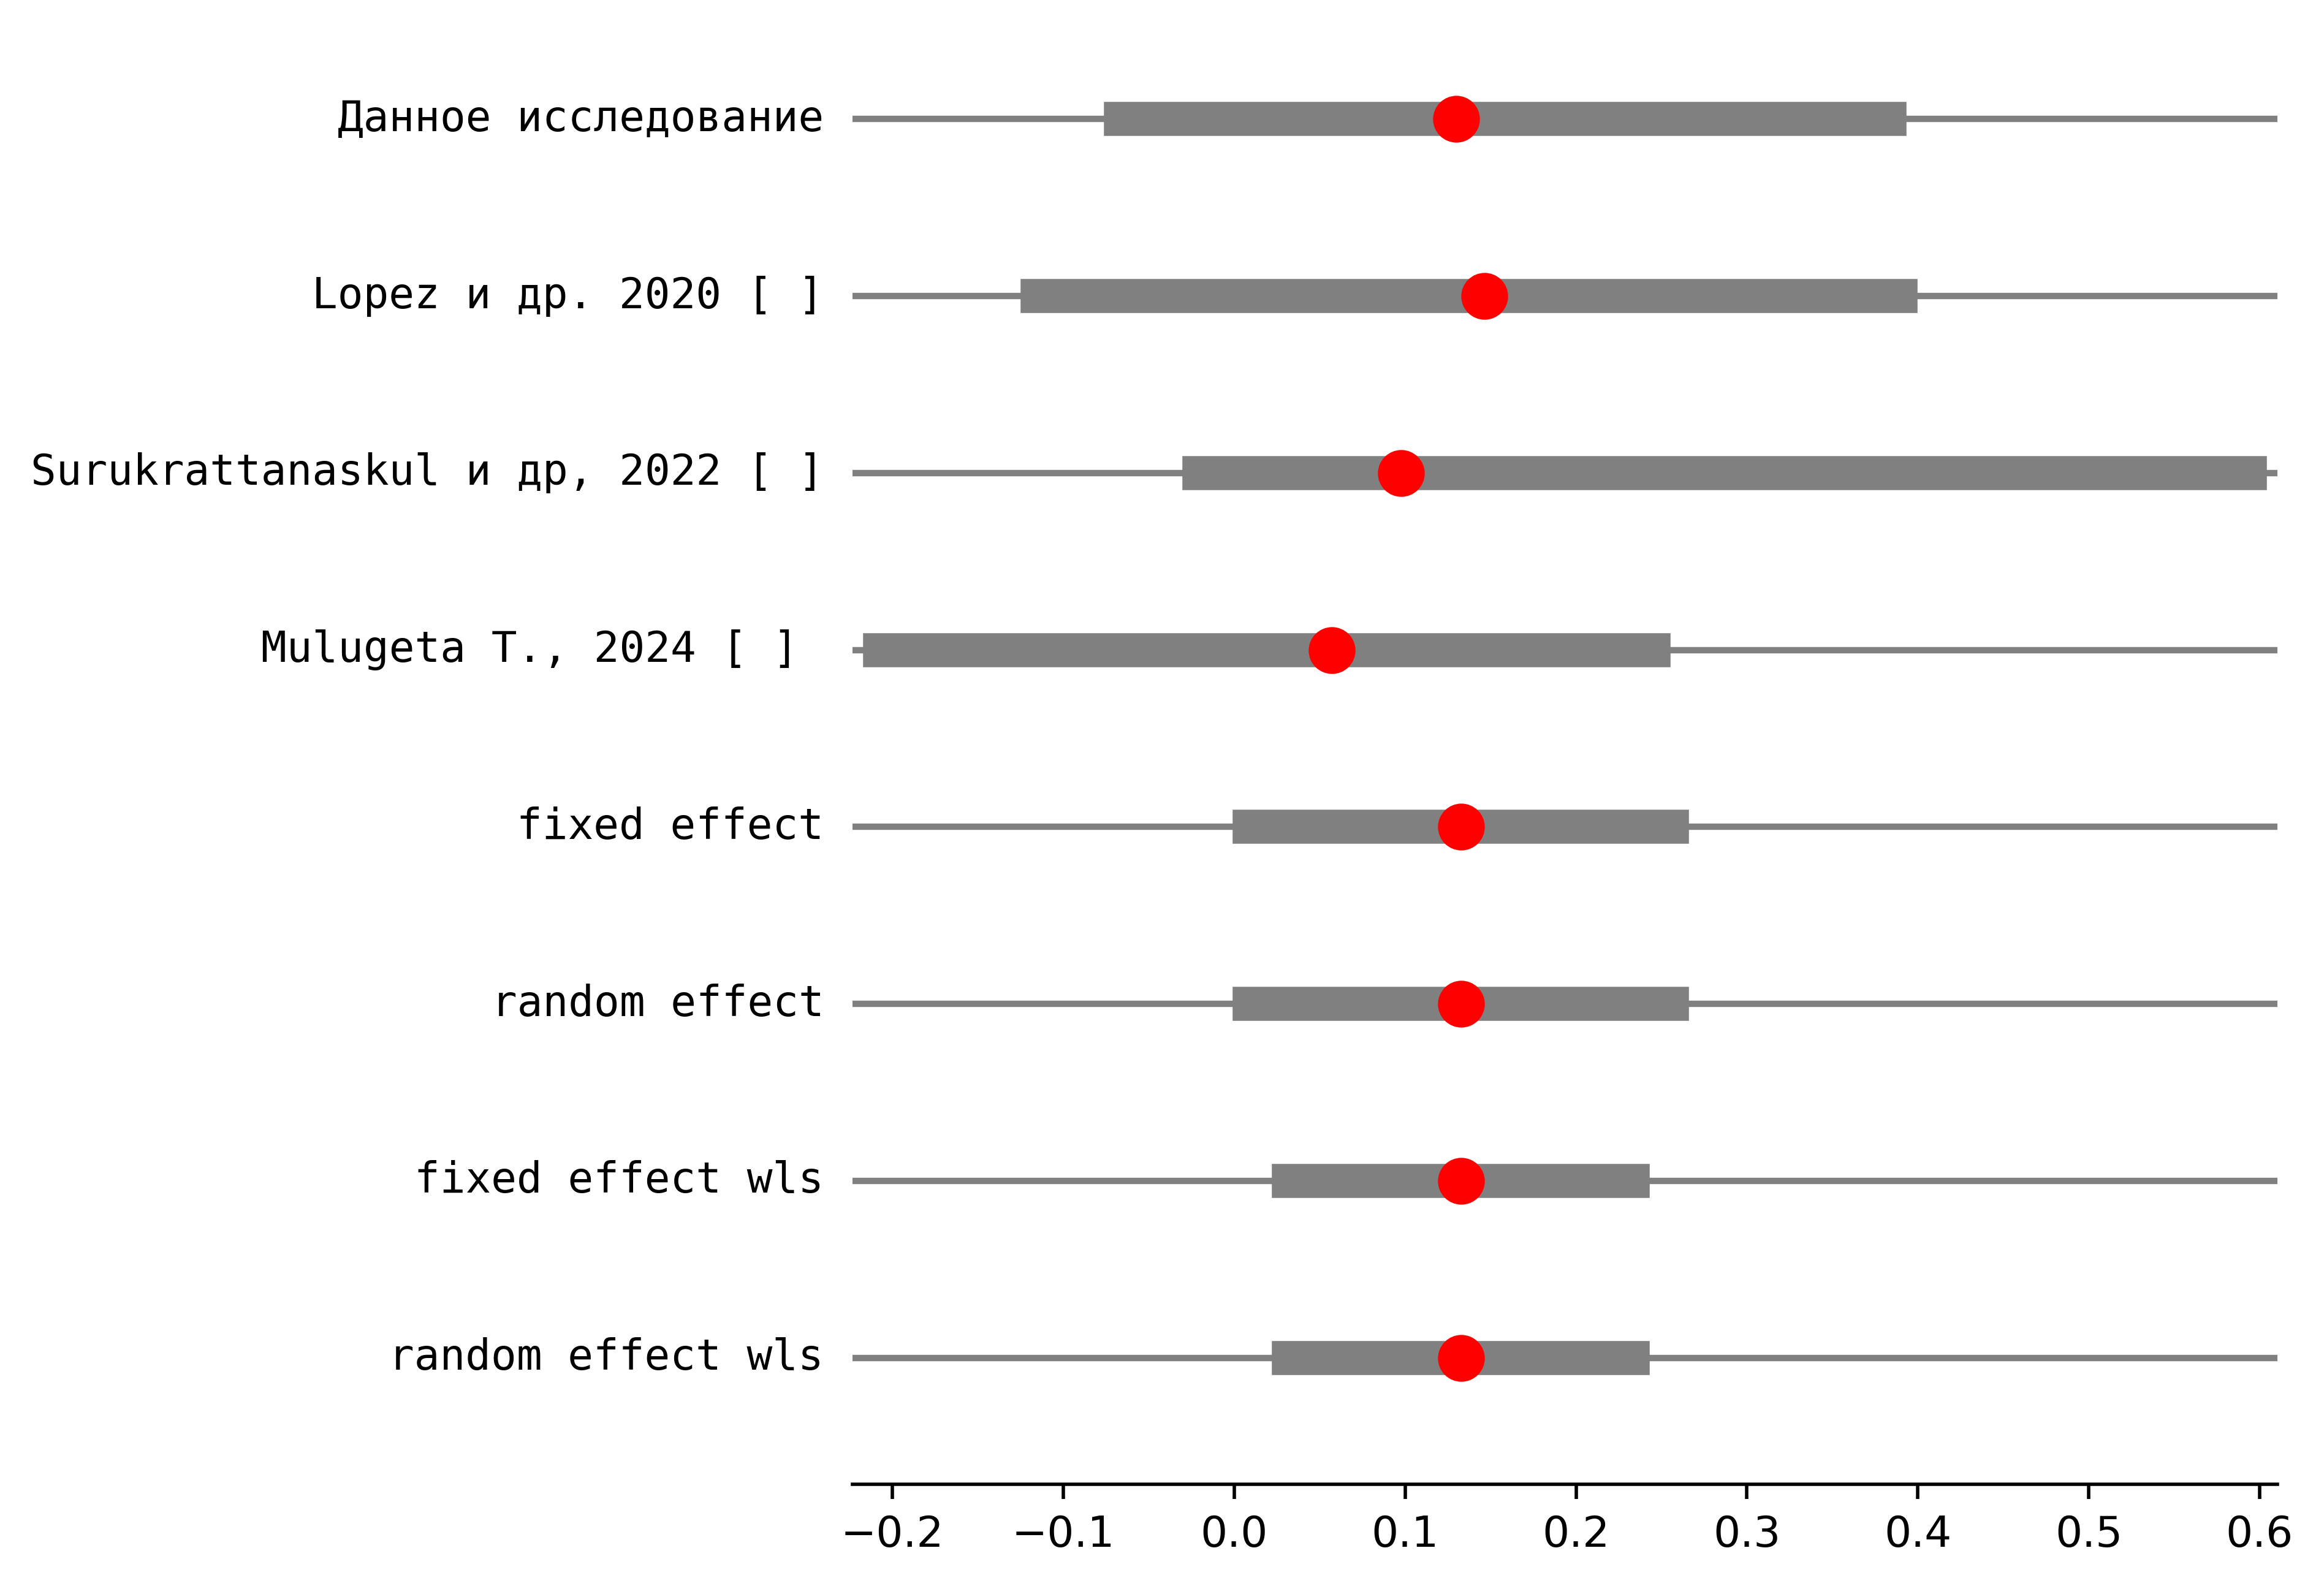 Данное исследование
Lopez и др. 2020 [ ]
Surukrattanaskul и др, 2022 [ ]
Mulugeta T., 2024 [ ]
fixed effect
random effect
fixed effect wls
random effect wls
−0.2 −0.1 0.0 0.1 0.2 0.3 0.4 0.5 0.6